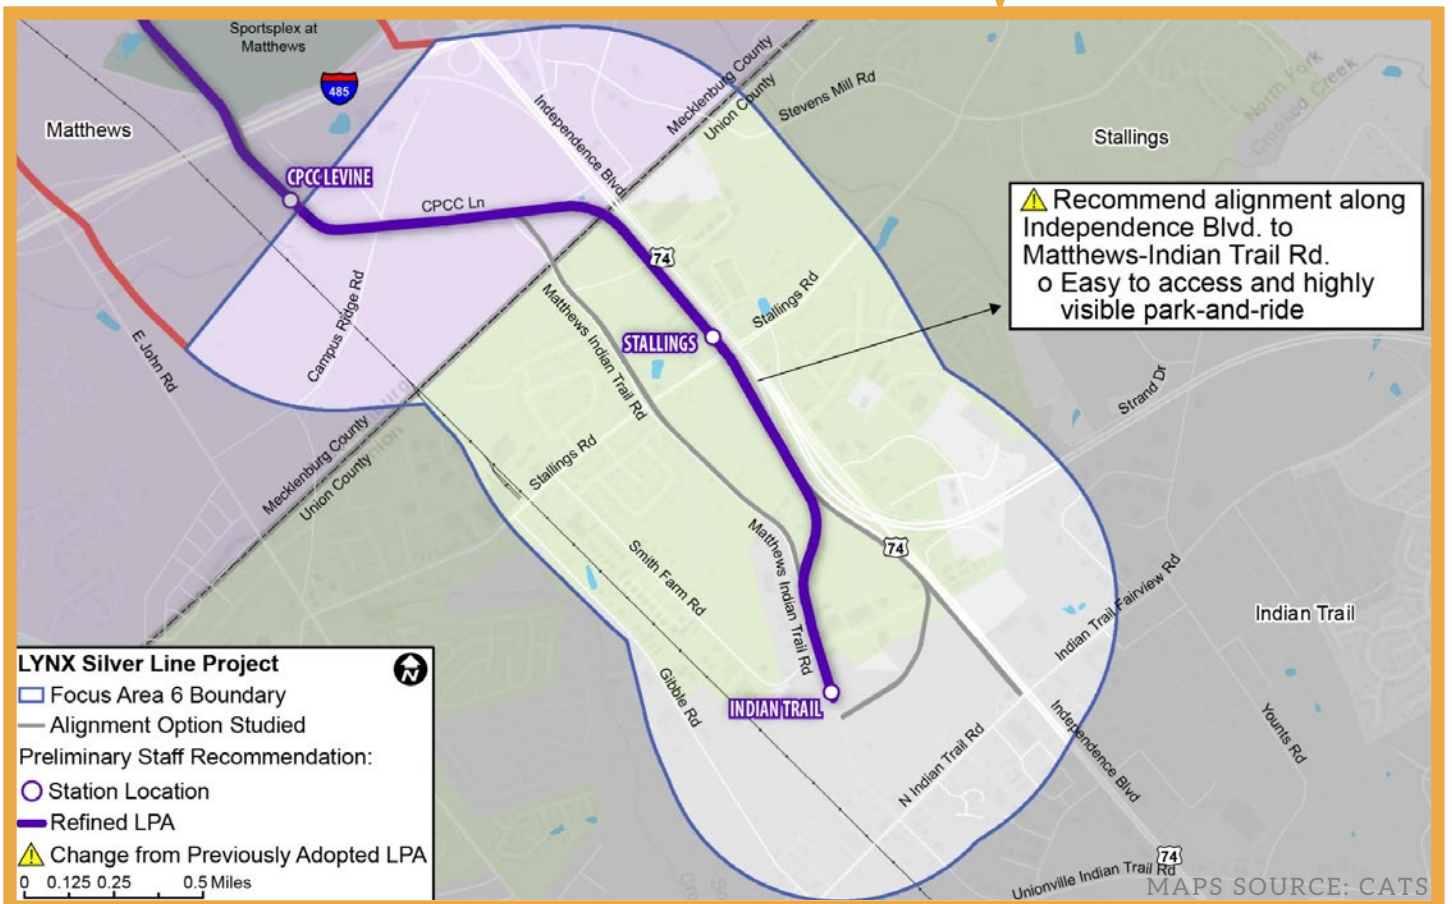 Sportsplex at
Matthews
485
Matthews
CPCC LEVINE
CPCC Ln
Independence Blvd
Mecklenburg County
Union County
Stevens Mill Rd
North Fork
Crooked Creek
Stallings
⚠ Recommend alignment along
Independence Blvd. to
Matthews-Indian Trail Rd.
o Easy to access and highly
visible park-and-ride
74
Stallings Rd
STALLINGS
Campus Ridge Rd
E John Rd
Matthews Indian Trail Rd
Mecklenburg County
Union County
Stallings Rd
Strand Dr
Smith Farm Rd
Matthews Indian Trail Rd
74
Indian Trail Fairview Rd
Indian Trail
Gibble Rd
INDIAN TRAIL
N Indian Trail Rd
Independence Blvd
Younts Rd
74
Unionville Indian Trail Rd
LYNX Silver Line Project
N
Focus Area 6 Boundary
Alignment Option Studied
Preliminary Staff Recommendation:
Station Location
Refined LPA
Change from Previously Adopted LPA
0 0.125 0.25 0.5 Miles
MAPS SOURCE: CATS